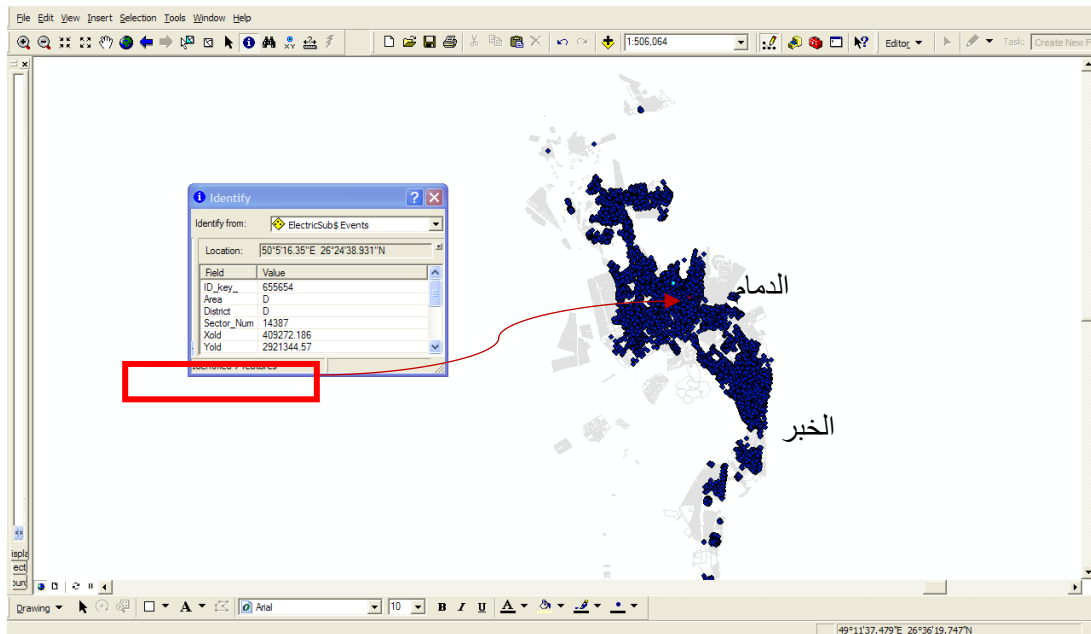 File Edit View Insert Selection Tools Window Help
1:506,064 Editor Task: Create New F
Identify
Identify from: ElectricSub$ Events
Location: 50°5'16.35"E 26°24'38.931"N
Field Value
ID_key_ 655654
Area D
District D
Sector_Num 14387
Xold 409272.186
Yold 2921344.57
الدمام
الخبر
Drawing A Arial 10 B I U A
49°11'37.479"E 26°36'19.747"N